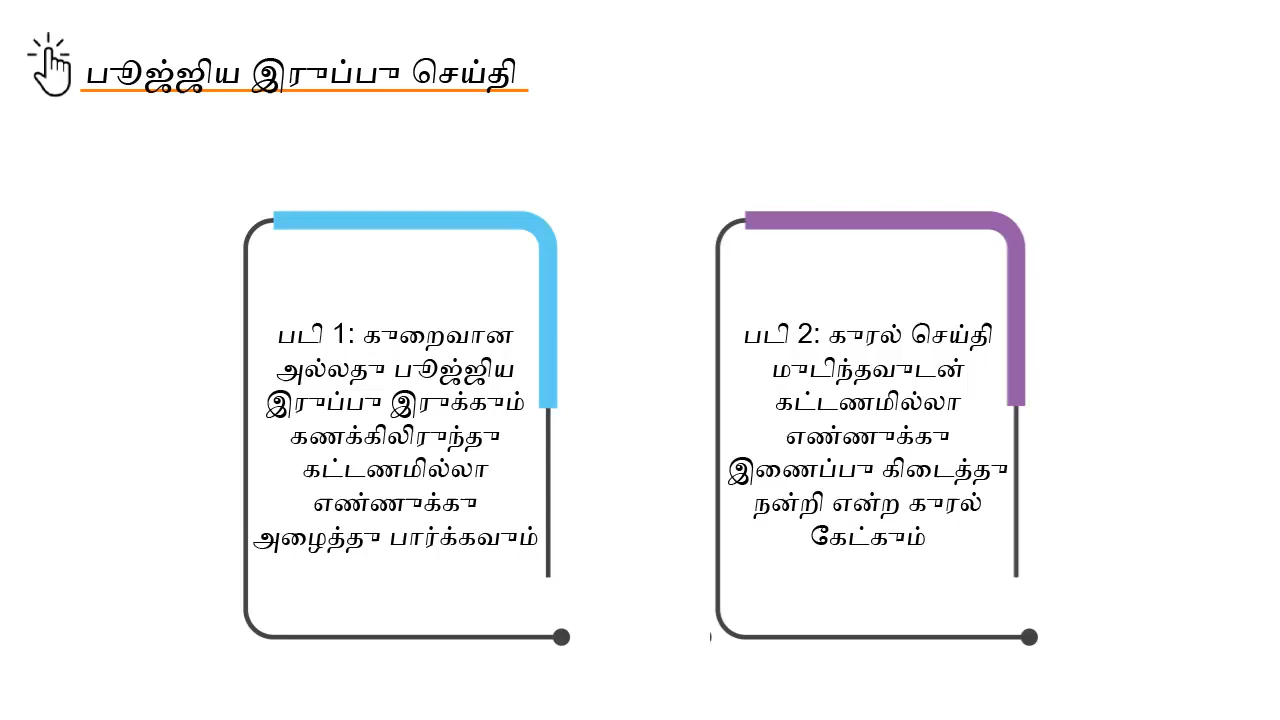 பூஜ்ஜிய இருப்பு செய்தி
படி 1: குறைவான
அல்லது பூஜ்ஜிய
இருப்பு இருக்கும்
கணக்கிலிருந்து
கட்டணமில்லா
எண்ணுக்கு
அழைத்து பார்க்கவும்
படி 2: குரல் செய்தி
முடிந்தவுடன்
கட்டணமில்லா
எண்ணுக்கு
இணைப்பு கிடைத்து
நன்றி என்ற குரல்
கேட்கும்